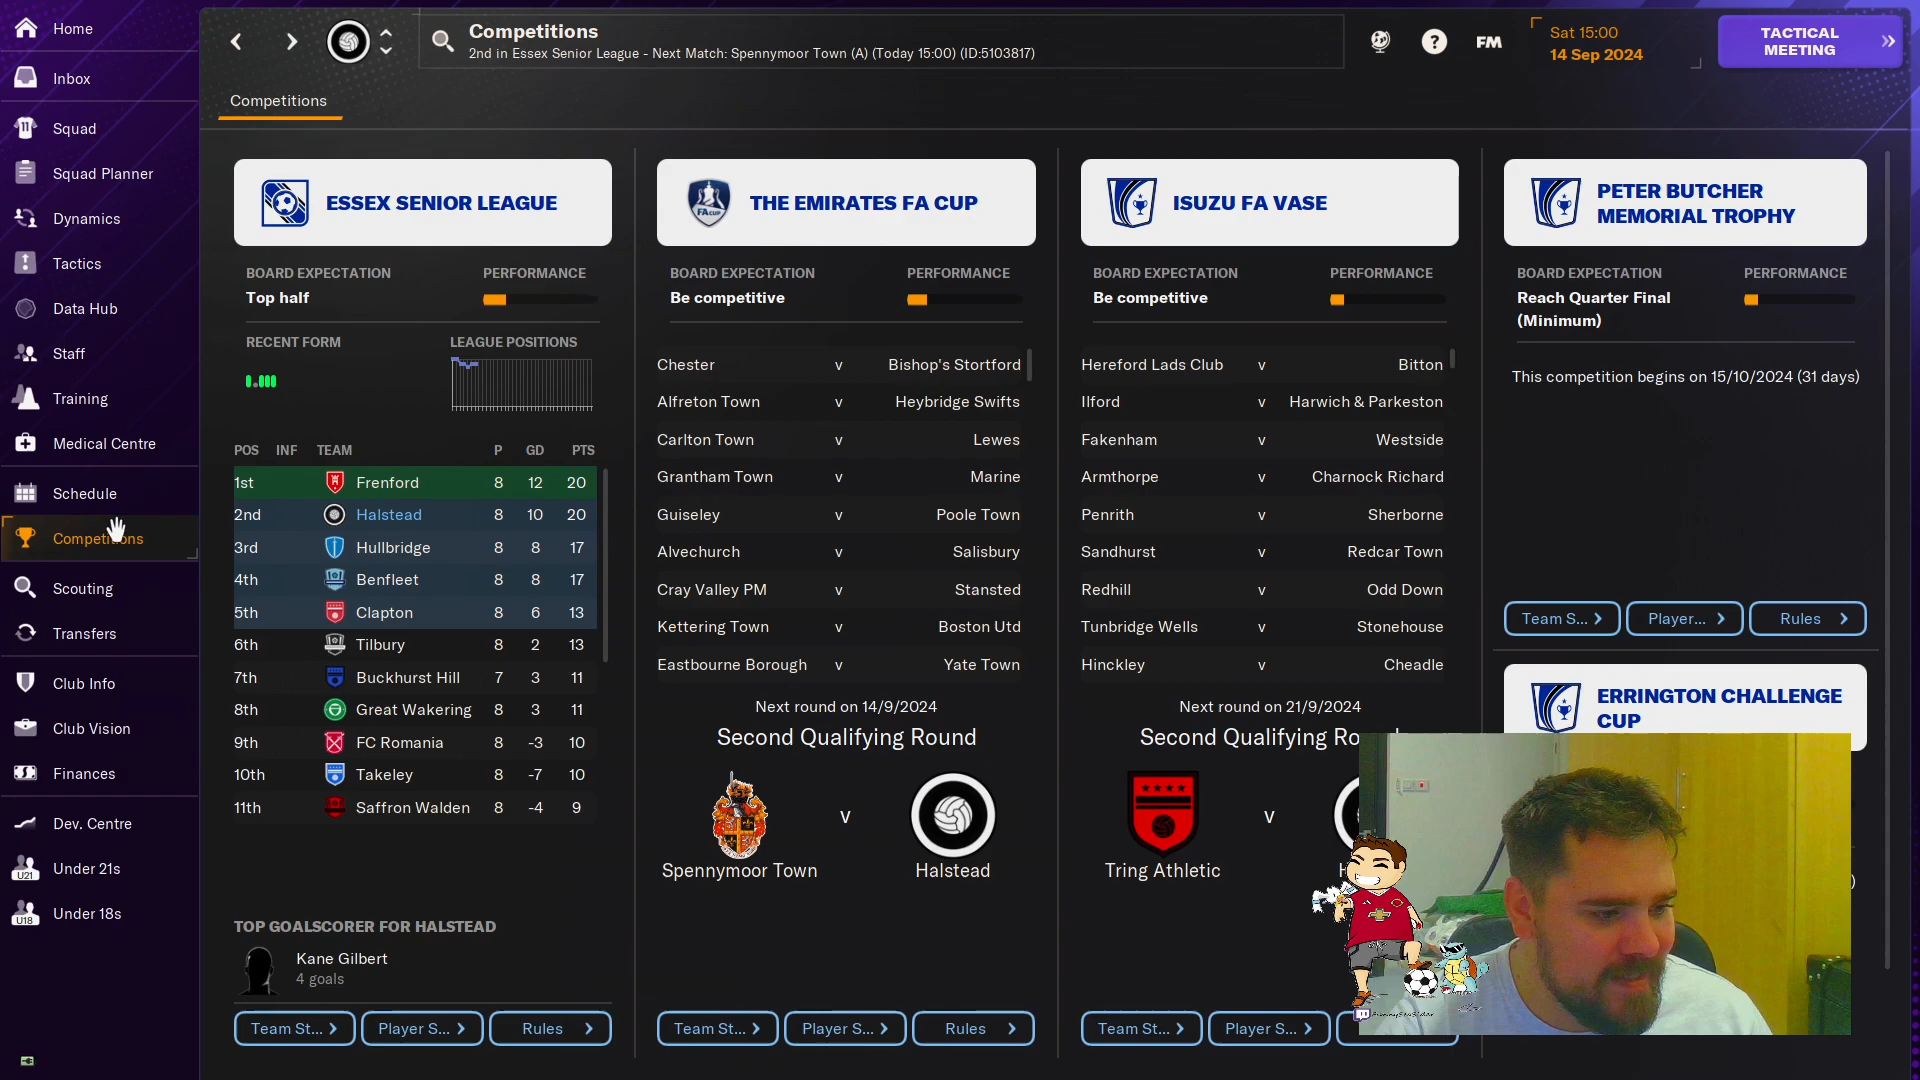 Home
Inbox
Squad
Squad Planner
Dynamics
Tactics
Data Hub
Staff
Training
Medical Centre
Schedule
Competitions
Scouting
Transfers
Club Info
Club Vision
Finances
Dev. Centre
U21 Under 21s
U18 Under 18s
Competitions
2nd in Essex Senior League - Next Match: Spennymoor Town (A) (Today 15:00) (ID:5103817)
?
FM
Sat 15:00
14 Sep 2024
TACTICAL
MEETING
Competitions
ESSEX SENIOR LEAGUE
BOARD EXPECTATION PERFORMANCE
Top half
RECENT FORM LEAGUE POSITIONS
POS INF TEAM P GD PTS
1st Frenford 8 12 20
2nd Halstead 8 10 20
3rd Hullbridge 8 8 17
4th Benfleet 8 8 17
5th Clapton 8 6 13
6th Tilbury 8 2 13
7th Buckhurst Hill 7 3 11
8th Great Wakering 8 3 11
9th FC Romania 8 -3 10
10th Takeley 8 -7 10
11th Saffron Walden 8 -4 9
TOP GOALSCORER FOR HALSTEAD
Kane Gilbert
4 goals
Team St... Player S... Rules
FA CUP
THE EMIRATES FA CUP
BOARD EXPECTATION PERFORMANCE
Be competitive
Chester v Bishop's Stortford
Alfreton Town v Heybridge Swifts
Carlton Town v Lewes
Grantham Town v Marine
Guiseley v Poole Town
Alvechurch v Salisbury
Cray Valley PM v Stansted
Kettering Town v Boston Utd
Eastbourne Borough v Yate Town
Next round on 14/9/2024
Second Qualifying Round
v
Spennymoor Town Halstead
Team St... Player S... Rules
ISUZU FA VASE
BOARD EXPECTATION PERFORMANCE
Be competitive
Hereford Lads Club v Bitton
Ilford v Harwich & Parkeston
Fakenham v Westside
Armthorpe v Charnock Richard
Penrith v Sherborne
Sandhurst v Redcar Town
Redhill v Odd Down
Tunbridge Wells v Stonehouse
Hinckley v Cheadle
Next round on 21/9/2024
Second Qualifying Ro
v
Tring Athletic H
Team St... Player S...
PETER BUTCHER
MEMORIAL TROPHY
BOARD EXPECTATION PERFORMANCE
Reach Quarter Final
(Minimum)
This competition begins on 15/10/2024 (31 days)
Team S... Player... Rules
ERRINGTON CHALLENGE
CUP